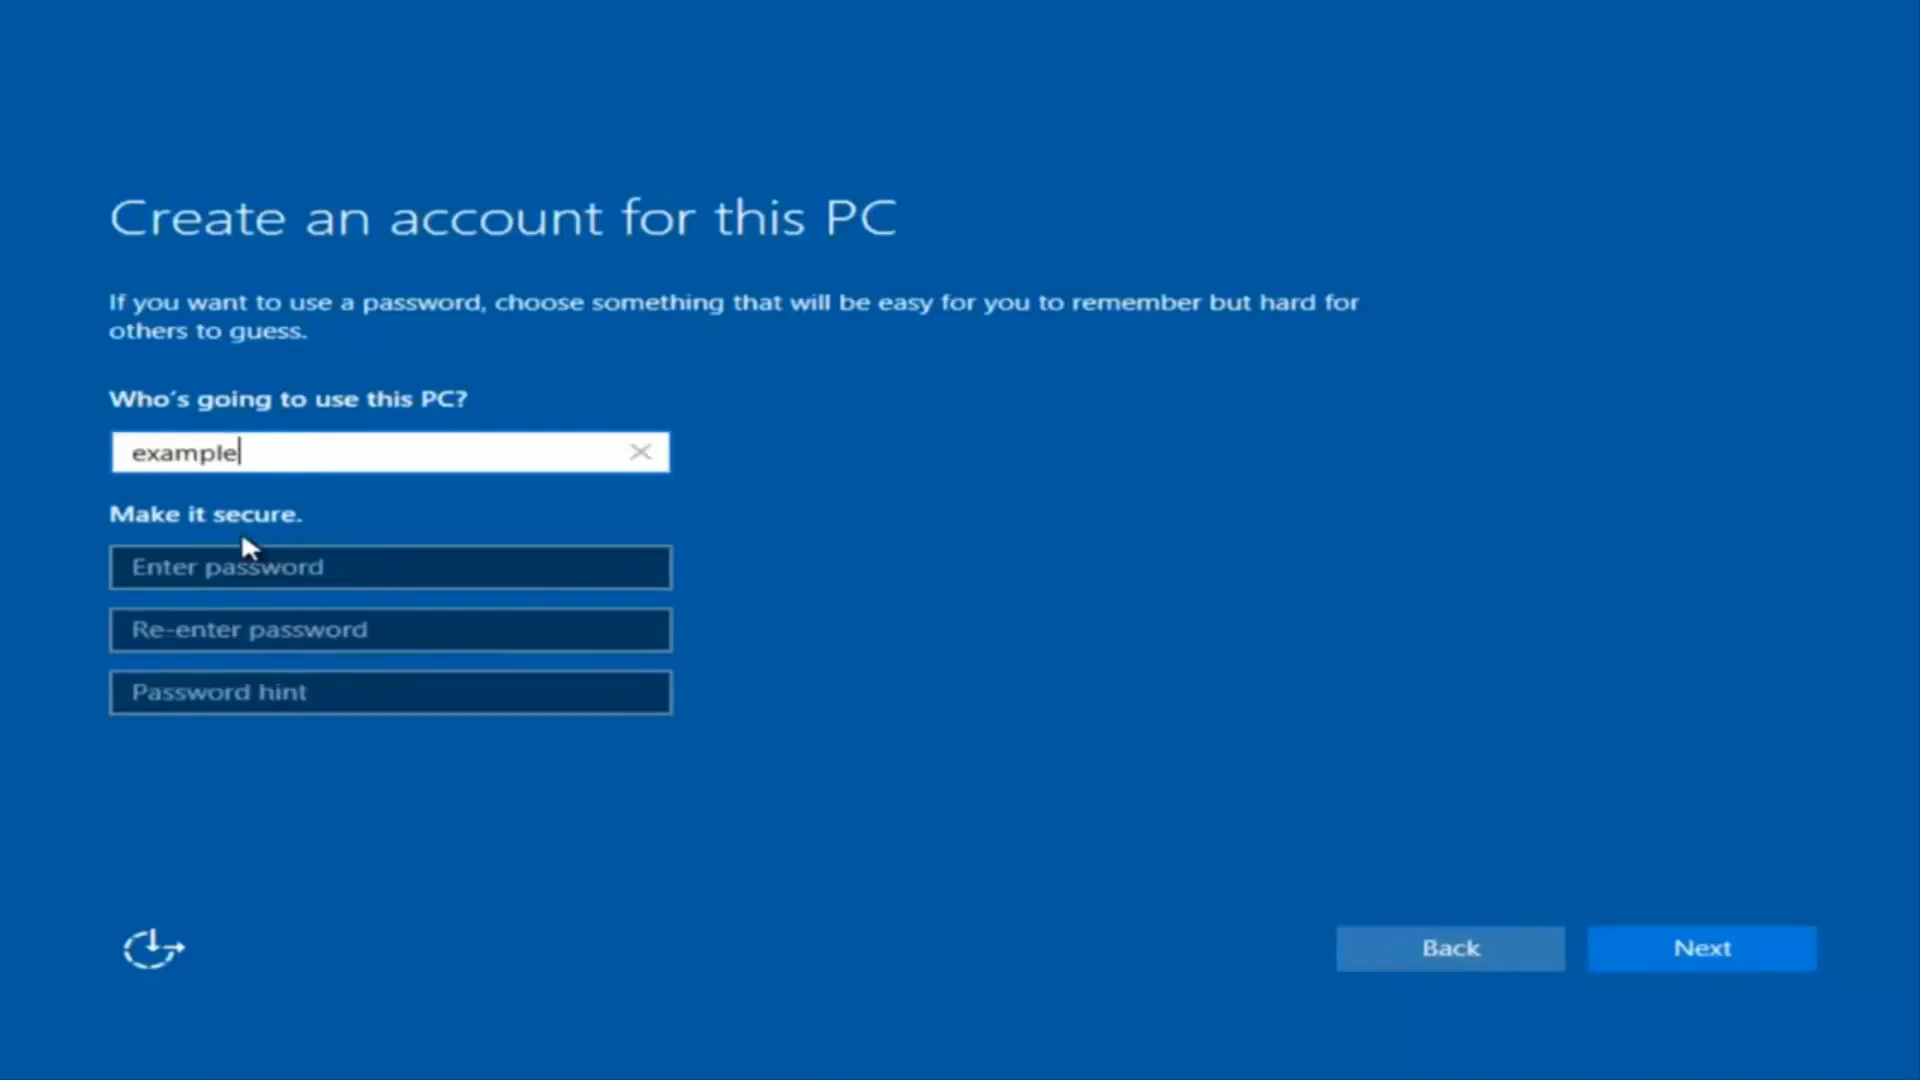 Create an account for this PC
If you want to use a password, choose something that will be easy for you to remember but hard for
others to guess.
Who's going to use this PC?
example
Make it secure.
Enter password
Re-enter password
Password hint
Back
Next